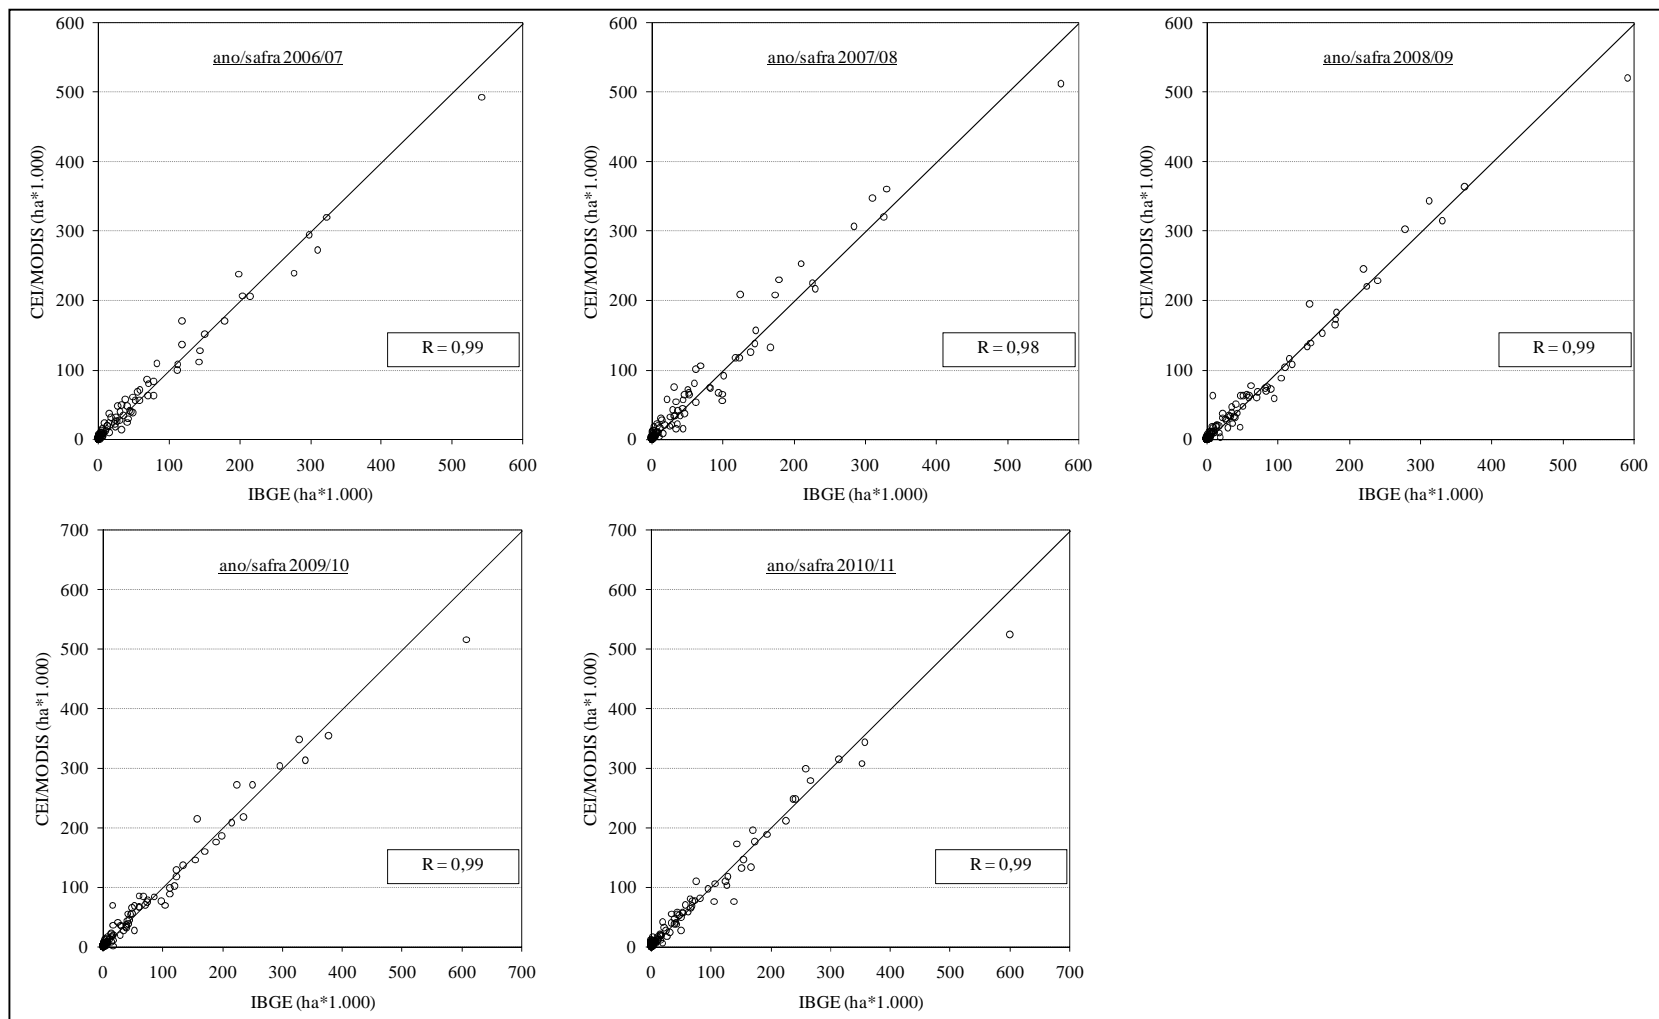 ano/safra 2006/07
600
500
400
300
200
100
0
CEI/MODIS (ha*1.000)
R = 0,99
0 100 200 300 400 500 600
IBGE (ha*1.000)
ano/safra 2007/08
600
500
400
300
200
100
0
CEI/MODIS (ha*1.000)
R = 0,98
0 100 200 300 400 500 600
IBGE (ha*1.000)
ano/safra 2008/09
600
500
400
300
200
100
0
CEI/MODIS (ha*1.000)
R = 0,99
0 100 200 300 400 500 600
IBGE (ha*1.000)
ano/safra 2009/10
700
600
500
400
300
200
100
0
CEI/MODIS (ha*1.000)
R = 0,99
0 100 200 300 400 500 600 700
IBGE (ha*1.000)
ano/safra 2010/11
700
600
500
400
300
200
100
0
CEI/MODIS (ha*1.000)
R = 0,99
0 100 200 300 400 500 600 700
IBGE (ha*1.000)